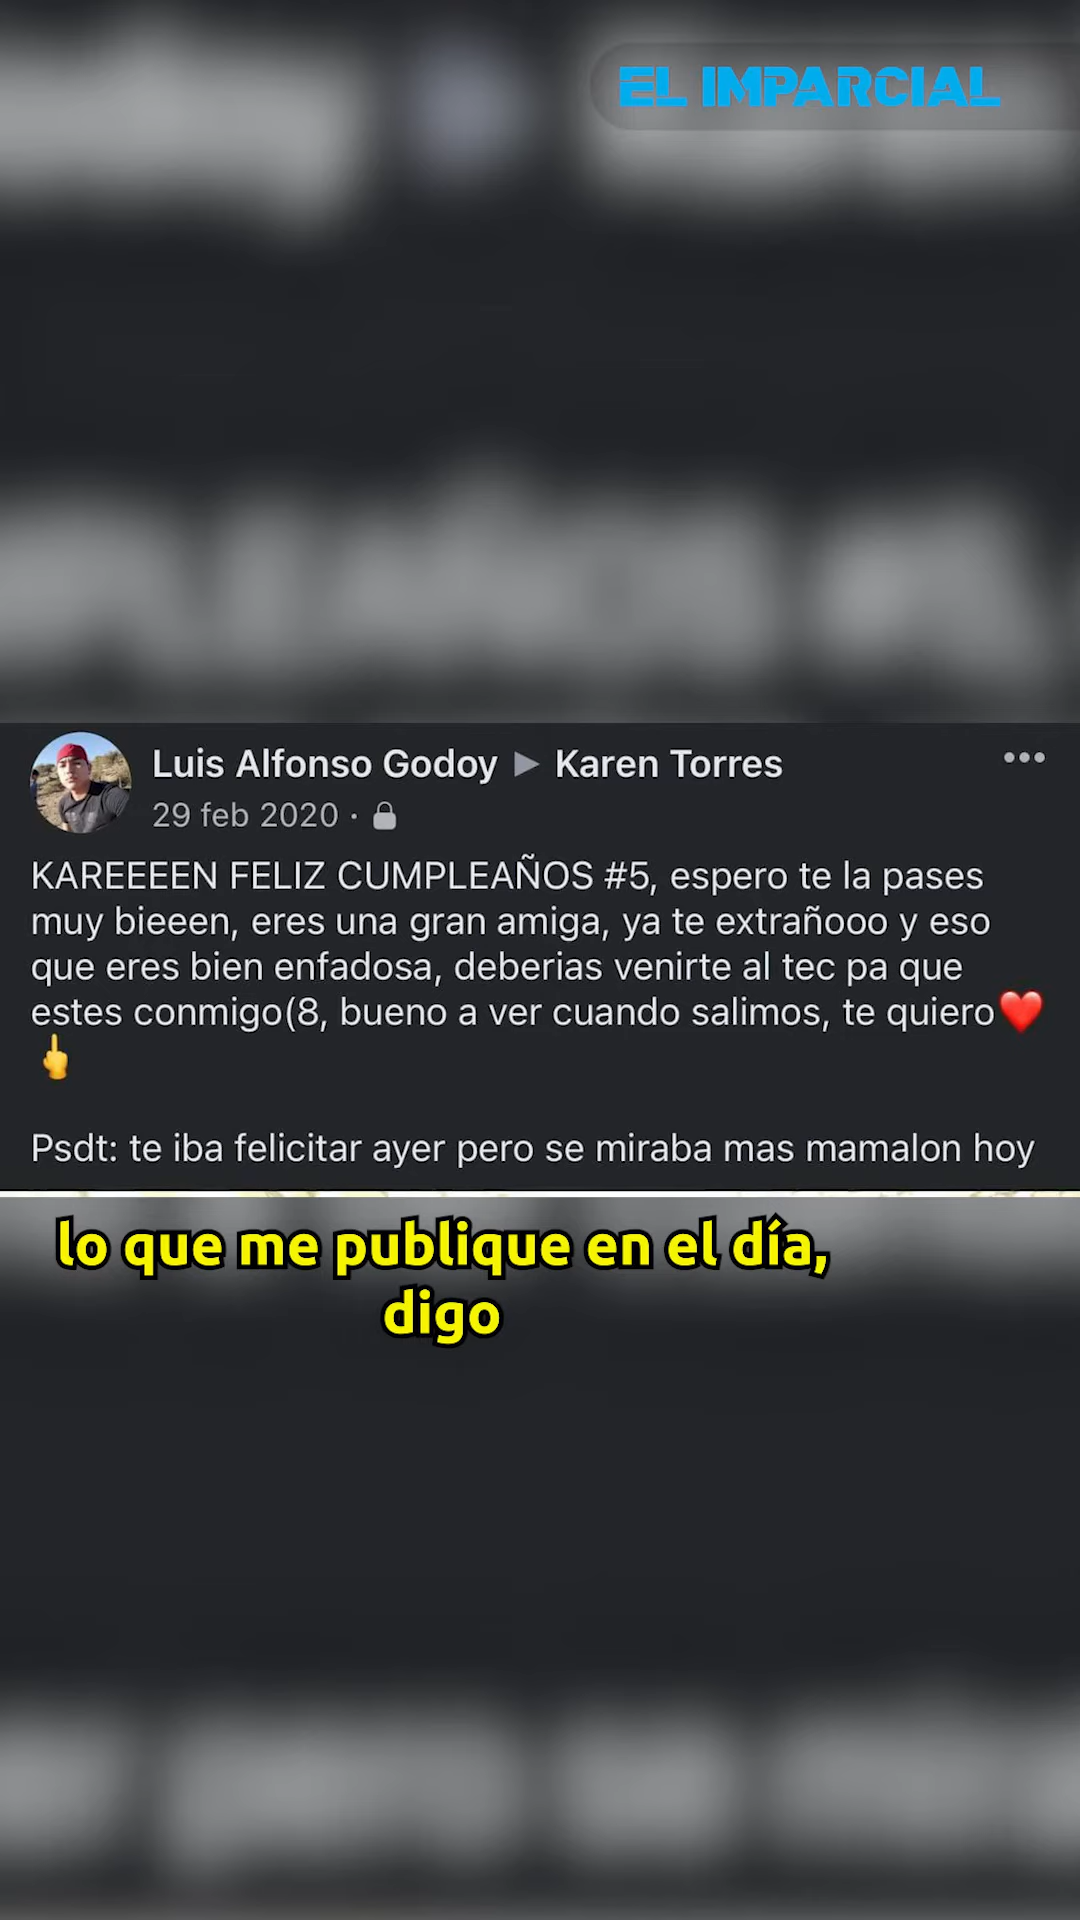 EL IMPARCIAL
Luis Alfonso Godoy ▶ Karen Torres
29 feb 2020 ·
KAREEEEN FELIZ CUMPLEAÑOS #5, espero te la pases
muy bieeen, eres una gran amiga, ya te extrañooo y eso
que eres bien enfadosa, deberias venirte al tec pa que
estes conmigo(8, bueno a ver cuando salimos, te quiero❤️
🖕
Psdt: te iba felicitar ayer pero se miraba mas mamalon hoy
lo que me publique en el día,
digo